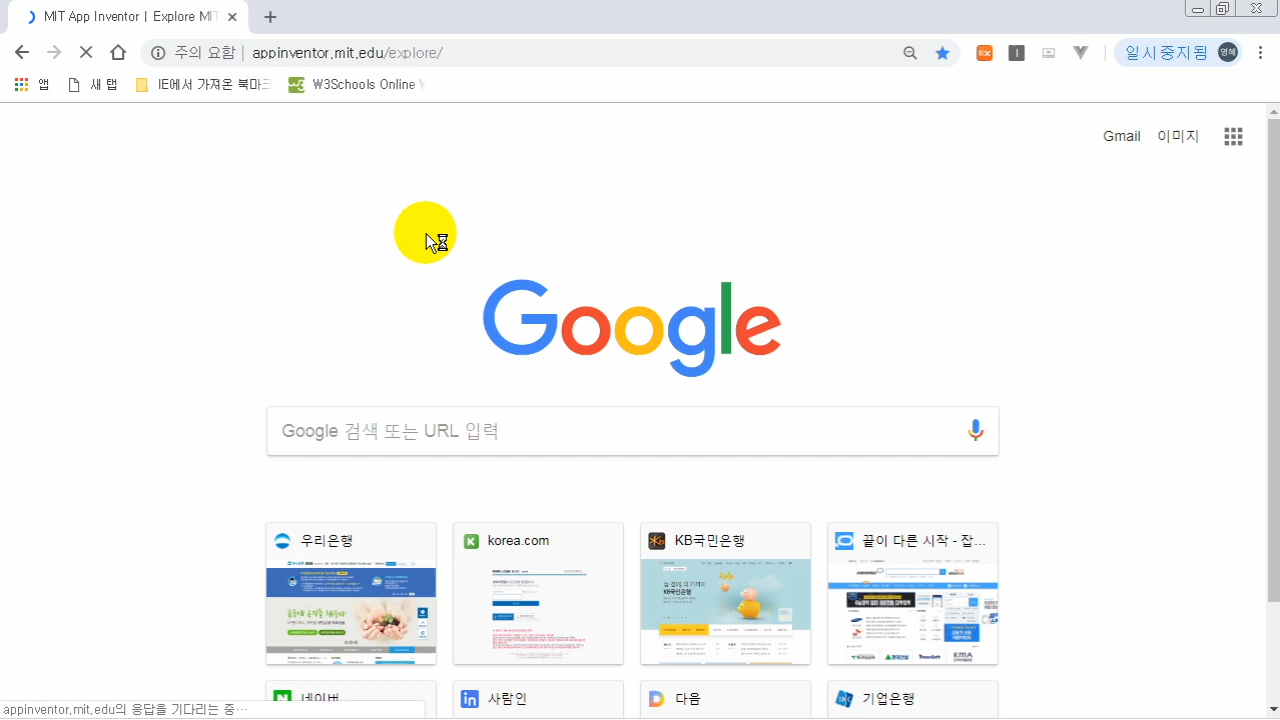 MIT App Inventor | Explore MIT
주의 요함 | appinventor.mit.edu/explore/
일시중지됨 영혜
앱 새 탭 IE에서 가져온 북마크 W3Schools Online
Gmail 이미지
Google
Google 검색 또는 URL 입력
우리은행 korea.com KB국민은행 끝이 다른 시작 - 잡...
네이버 사람인 다음 기업은행
appinventor.mit.edu의 응답을 기다리는 중...